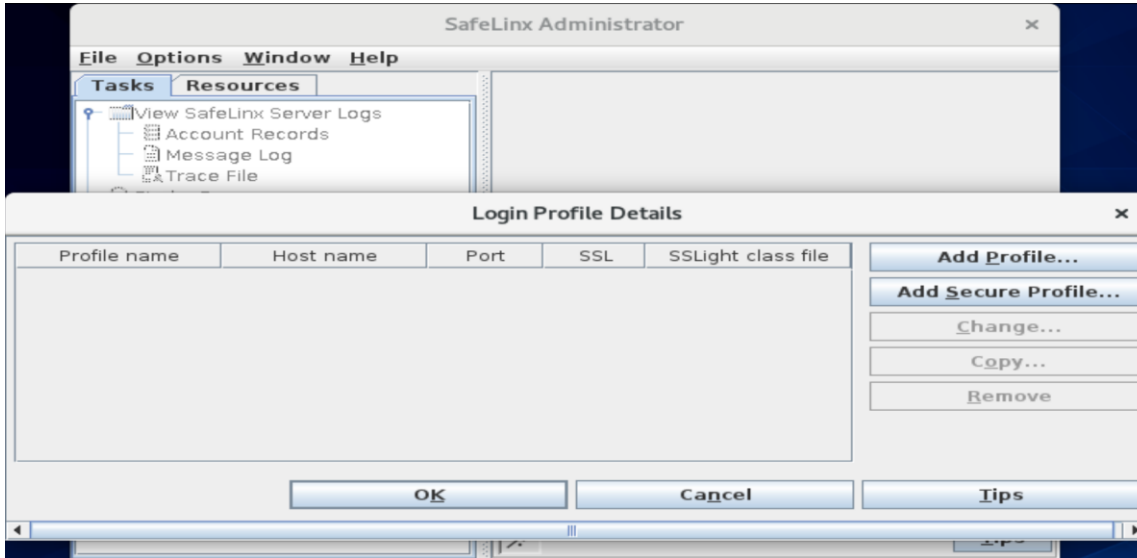 SafeLinx Administrator
File Options Window Help
Tasks Resources
View SafeLinx Server Logs
Account Records
Message Log
Trace File
Login Profile Details
Profile name Host name Port SSL SSLight class file
Add Profile...
Add Secure Profile...
Change...
Copy...
Remove
OK Cancel Tips
Tips